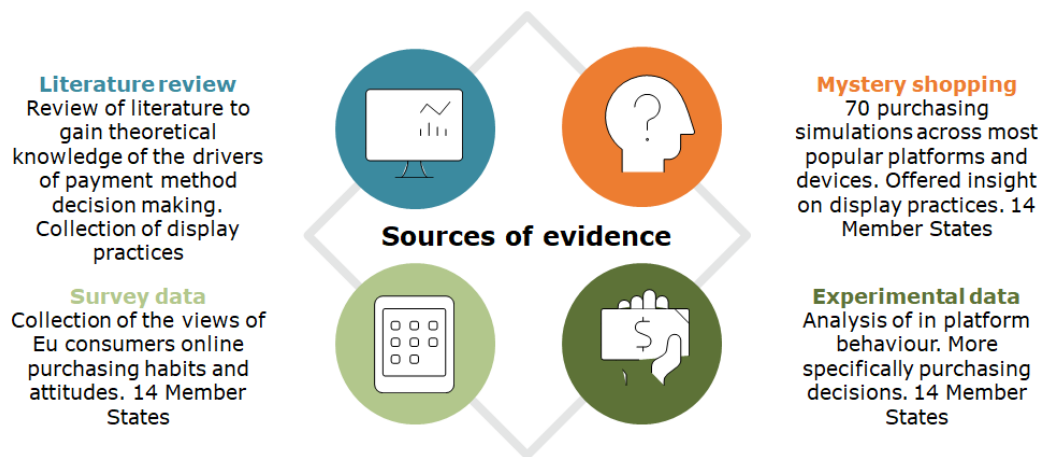 Literature review
Review of literature to
gain theoretical
knowledge of the drivers
of payment method
decision making.
Collection of display
practices
Mystery shopping
70 purchasing
simulations across most
popular platforms and
devices. Offered insight
on display practices. 14
Member States
?
Sources of evidence
Survey data
Collection of the views of
Eu consumers online
purchasing habits and
attitudes. 14 Member
States
$
Experimental data
Analysis of in platform
behaviour. More
specifically purchasing
decisions. 14 Member
States